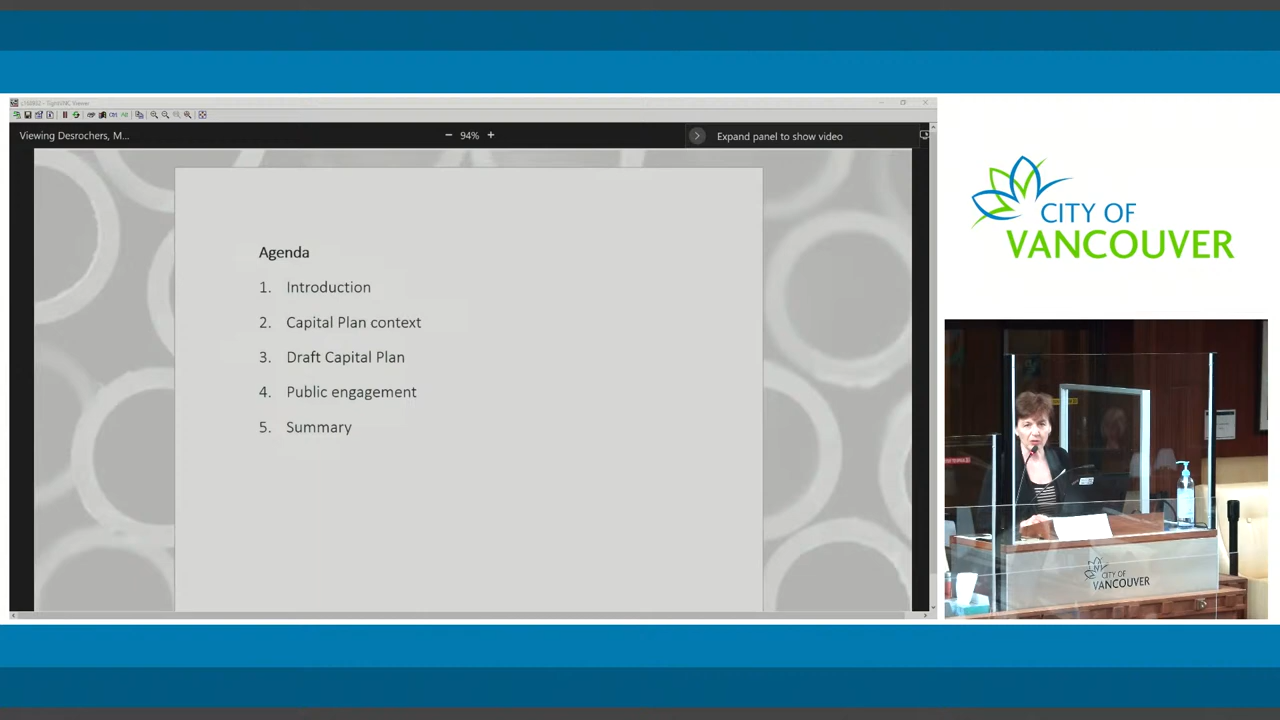 Viewing Desrochers, M...
94%
Expand panel to show video
Agenda
1. Introduction
2. Capital Plan context
3. Draft Capital Plan
4. Public engagement
5. Summary
CITY OF
VANCOUVER
CITY OF
VANCOUVER